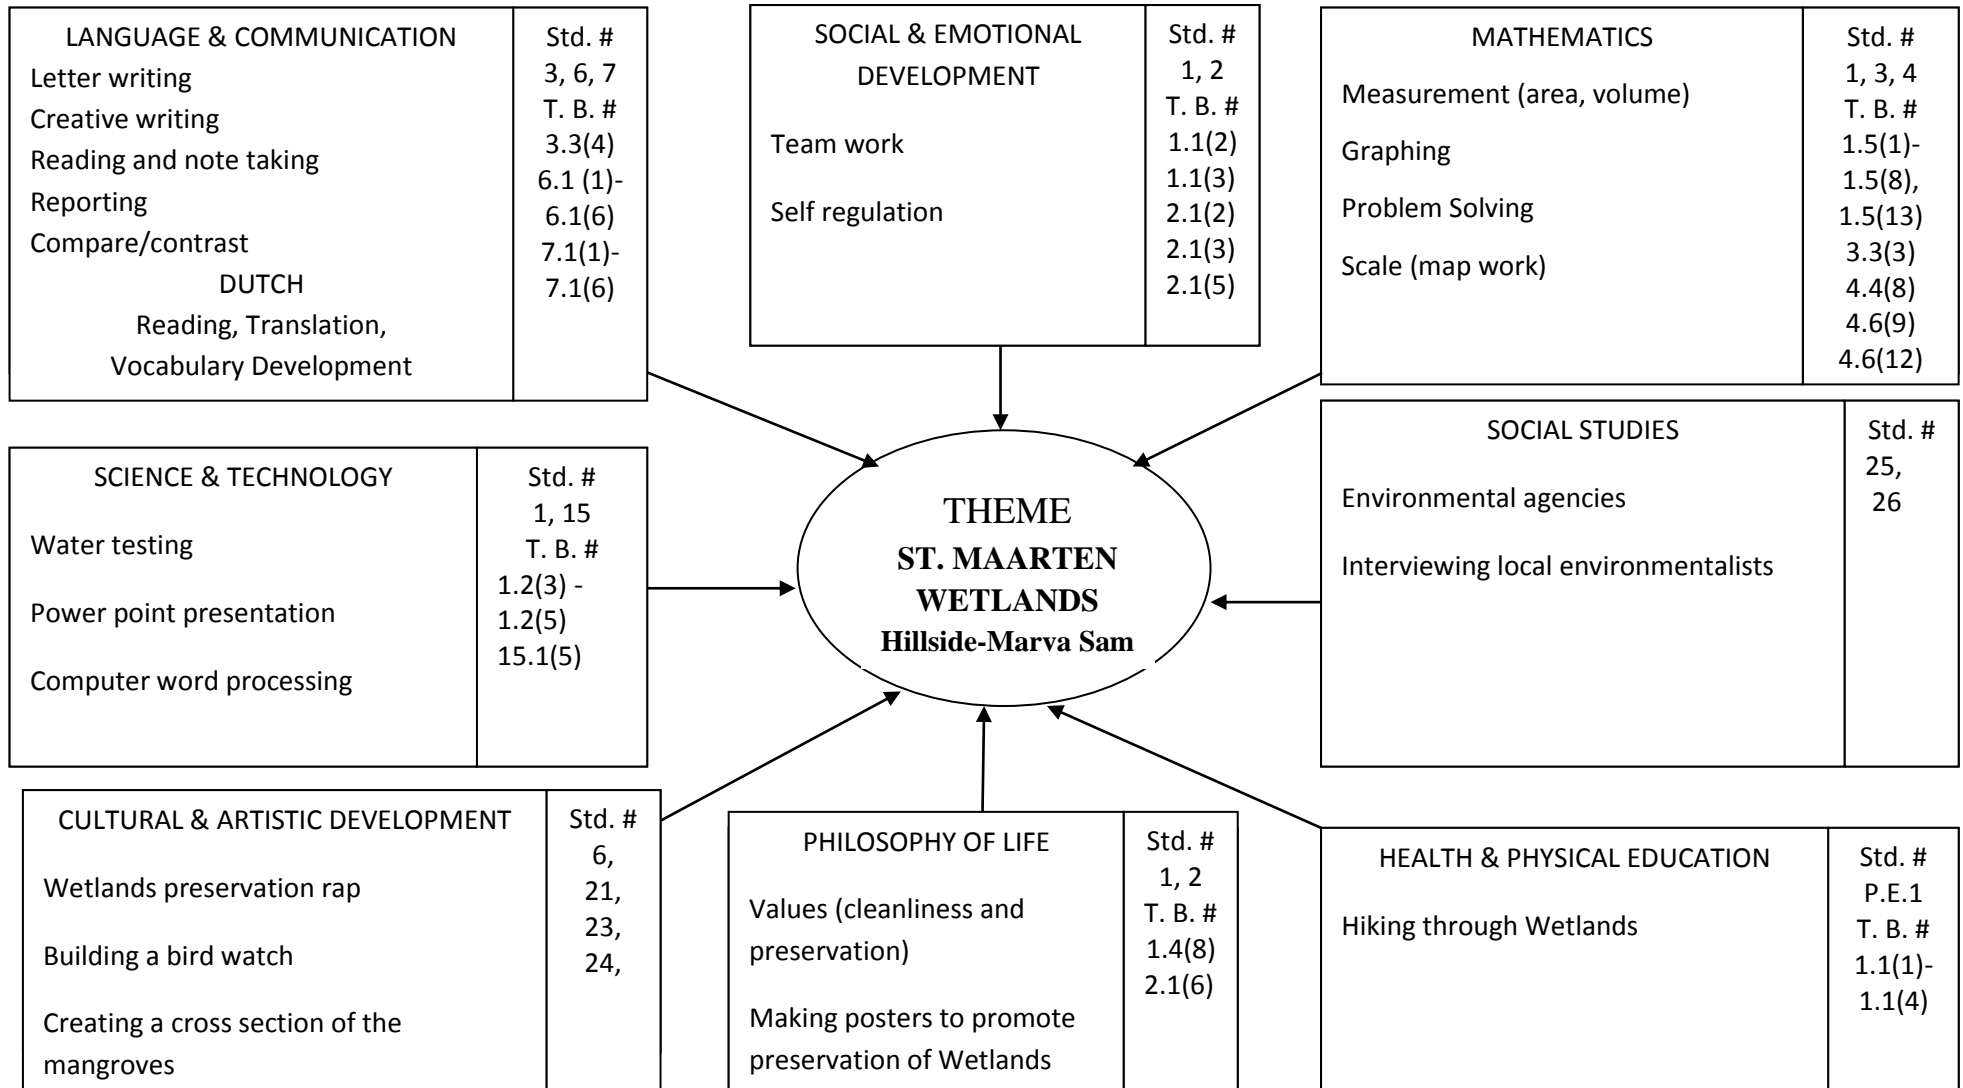 LANGUAGE & COMMUNICATION
Letter writing
Creative writing
Reading and note taking
Reporting
Compare/contrast
DUTCH
Reading, Translation,
Vocabulary Development
Std. #
3, 6, 7
T. B. #
3.3(4)
6.1 (1)-
6.1(6)
7.1(1)-
7.1(6)
SOCIAL & EMOTIONAL
DEVELOPMENT
Team work
Self regulation
Std. #
1, 2
T. B. #
1.1(2)
1.1(3)
2.1(2)
2.1(3)
2.1(5)
MATHEMATICS
Measurement (area, volume)
Graphing
Problem Solving
Scale (map work)
Std. #
1, 3, 4
T. B. #
1.5(1)-
1.5(8),
1.5(13)
3.3(3)
4.4(8)
4.6(9)
4.6(12)
SCIENCE & TECHNOLOGY
Water testing
Power point presentation
Computer word processing
Std. #
1, 15
T. B. #
1.2(3) -
1.2(5)
15.1(5)
THEME
ST. MAARTEN
WETLANDS
Hillside-Marva Sam
SOCIAL STUDIES
Environmental agencies
Interviewing local environmentalists
Std. #
25,
26
CULTURAL & ARTISTIC DEVELOPMENT
Wetlands preservation rap
Building a bird watch
Creating a cross section of the
mangroves
Std. #
6,
21,
23,
24,
PHILOSOPHY OF LIFE
Values (cleanliness and
preservation)
Making posters to promote
preservation of Wetlands
Std. #
1, 2
T. B. #
1.4(8)
2.1(6)
HEALTH & PHYSICAL EDUCATION
Hiking through Wetlands
Std. #
P.E.1
T. B. #
1.1(1)-
1.1(4)